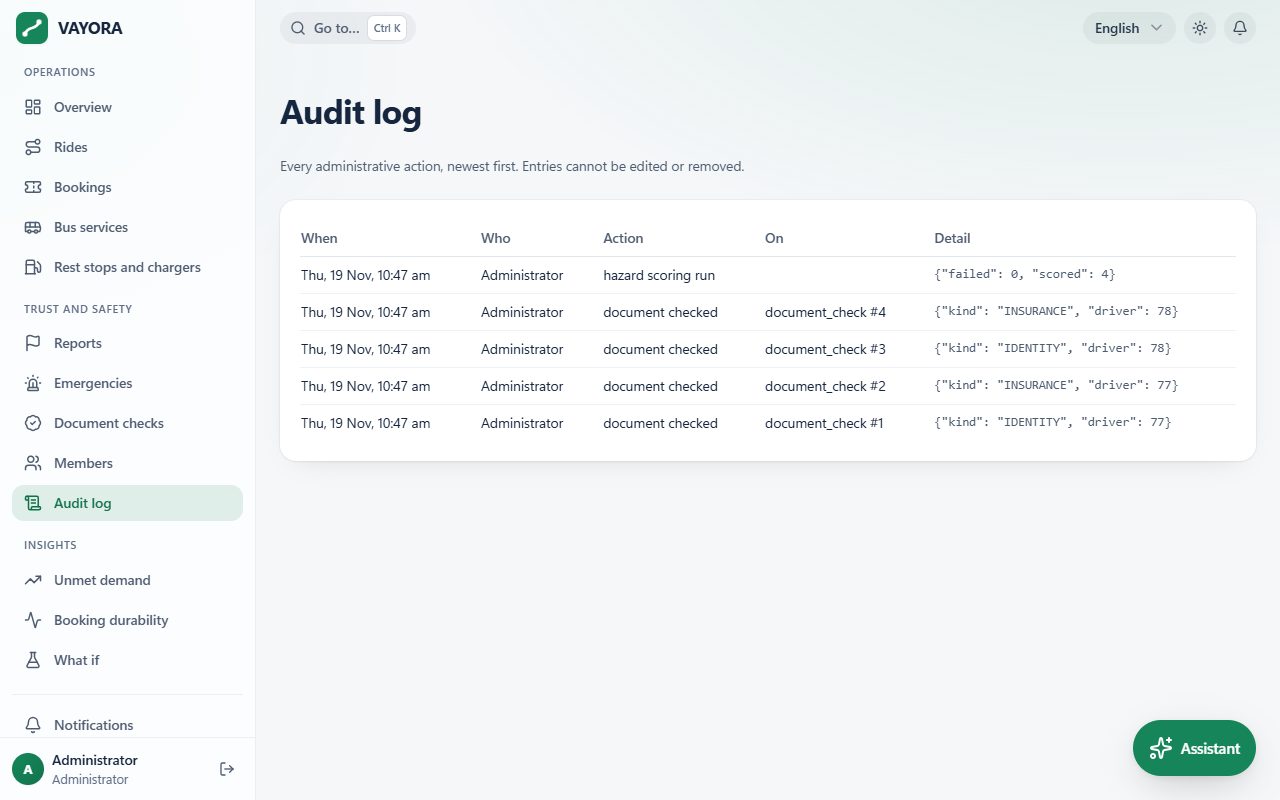 VAYORA
OPERATIONS
Overview
Rides
Bookings
Bus services
Rest stops and chargers
TRUST AND SAFETY
Reports
Emergencies
Document checks
Members
Audit log
INSIGHTS
Unmet demand
Booking durability
What if
Notifications
A
Administrator
Administrator
Go to... Ctrl K
English
Audit log
Every administrative action, newest first. Entries cannot be edited or removed.
When Who Action On Detail
Thu, 19 Nov, 10:47 am Administrator hazard scoring run {"failed": 0, "scored": 4}
Thu, 19 Nov, 10:47 am Administrator document checked document_check #4 {"kind": "INSURANCE", "driver": 78}
Thu, 19 Nov, 10:47 am Administrator document checked document_check #3 {"kind": "IDENTITY", "driver": 78}
Thu, 19 Nov, 10:47 am Administrator document checked document_check #2 {"kind": "INSURANCE", "driver": 77}
Thu, 19 Nov, 10:47 am Administrator document checked document_check #1 {"kind": "IDENTITY", "driver": 77}
Assistant